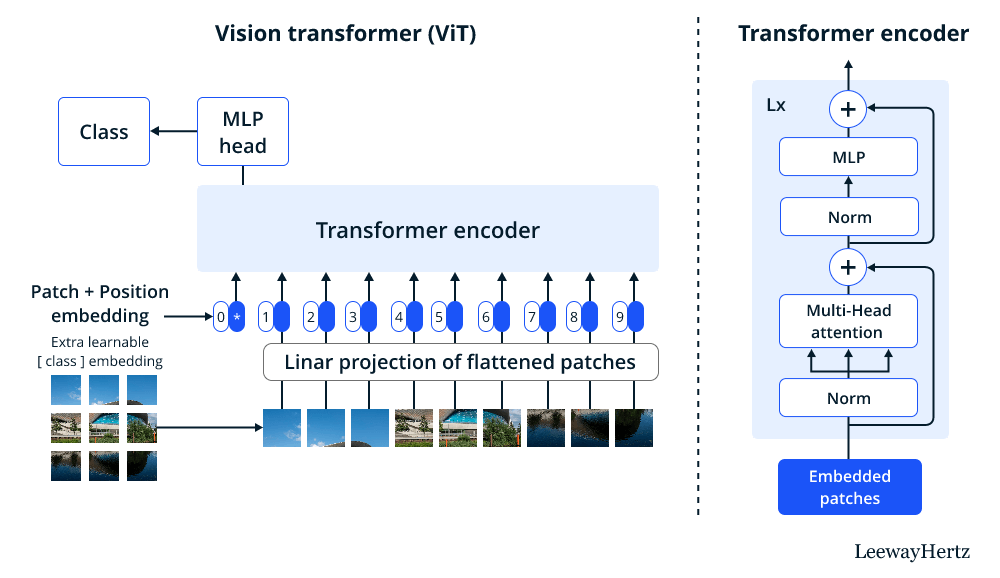 Vision transformer (ViT)
Class
MLP
head
Transformer encoder
Patch + Position
embedding
0 * 1 2 3 4 5 6 7 8 9
Extra learnable
[ class ] embedding
Linar projection of flattened patches
Transformer encoder
Lx
+
MLP
Norm
+
Multi-Head
attention
Norm
Embedded
patches
LeewayHertz